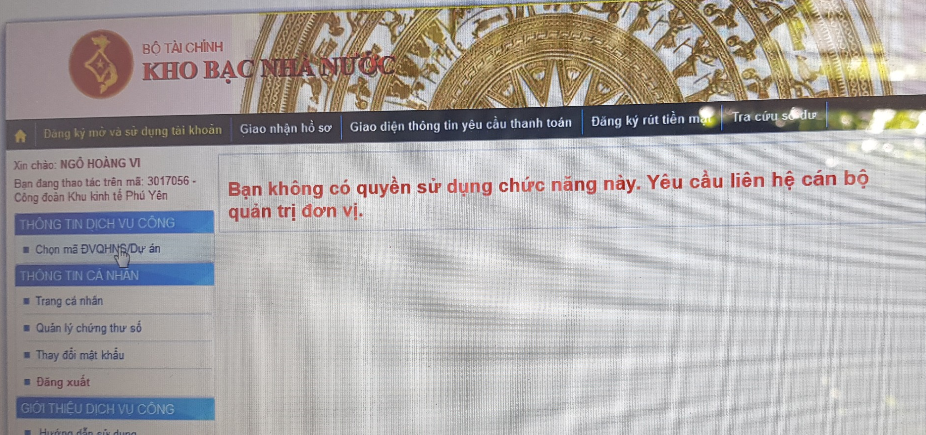 BỘ TÀI CHÍNH
KHO BẠC NHÀ NƯỚC
Đăng ký mở và sử dụng tài khoản
Giao nhận hồ sơ
Giao diện thông tin yêu cầu thanh toán
Đăng ký rút tiền mặt
Tra cứu số dư
Xin chào: NGÔ HOÀNG VI
Bạn đang thao tác trên mã: 3017056 -
Công đoàn Khu kinh tế Phú Yên
THÔNG TIN DỊCH VỤ CÔNG
Chọn mã ĐVQHNS/Dự án
THÔNG TIN CÁ NHÂN
Trang cá nhân
Quản lý chứng thư số
Thay đổi mật khẩu
Đăng xuất
GIỚI THIỆU DỊCH VỤ CÔNG
Hướng dẫn sử dụng
Bạn không có quyền sử dụng chức năng này. Yêu cầu liên hệ cán bộ
quản trị đơn vị.